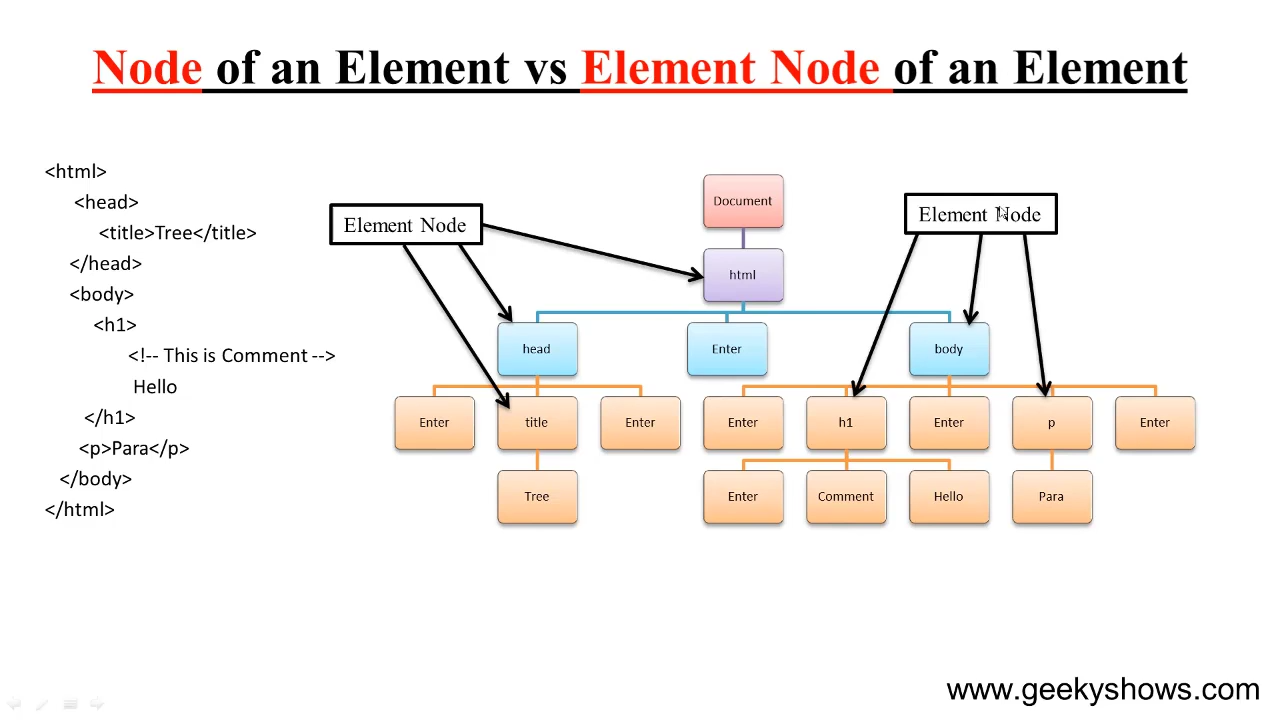 Node of an Element vs Element Node of an Element
<html>
<head>
<title>Tree</title>
</head>
<body>
<h1>
<!-- This is Comment -->
Hello
</h1>
<p>Para</p>
</body>
</html>
Element Node
Element Node
Document
html
head
Enter
body
Enter
title
Enter
Enter
h1
Enter
p
Enter
Tree
Enter
Comment
Hello
Para
www.geekyshows.com